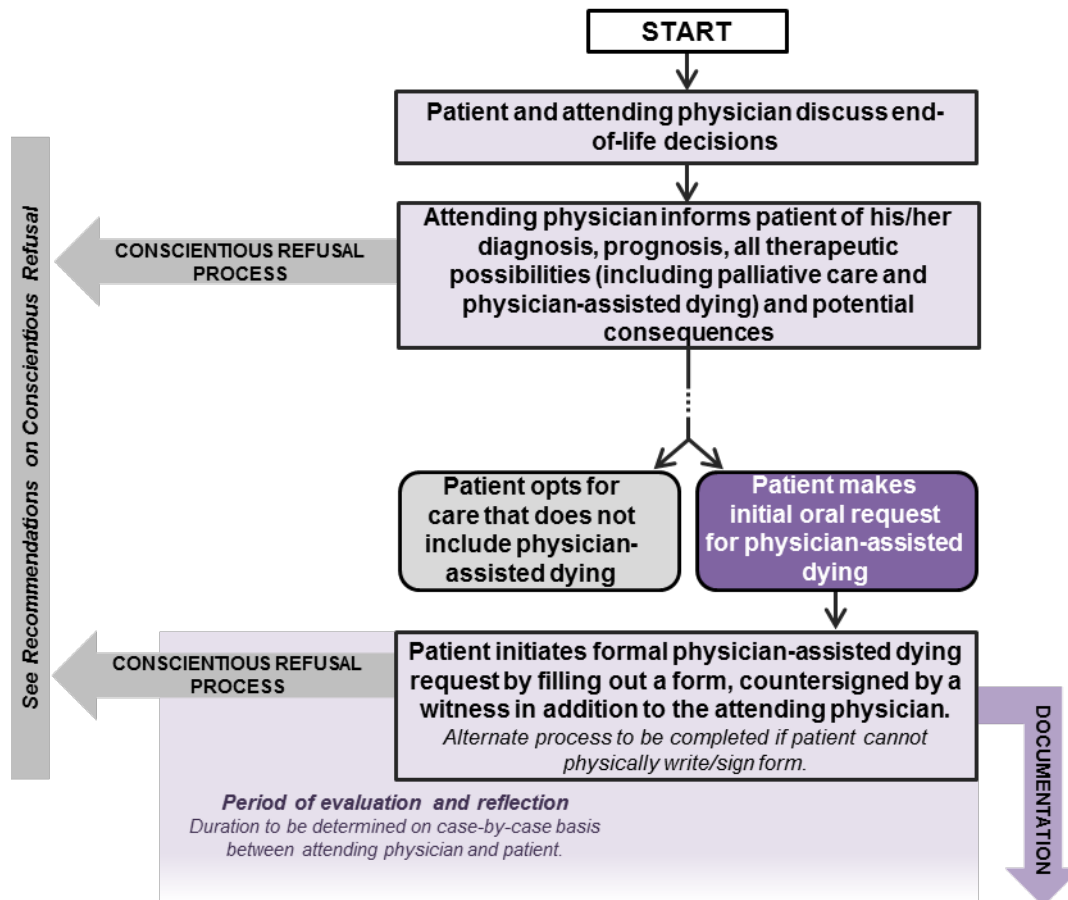 START
Patient and attending physician discuss end-
of-life decisions
Attending physician informs patient of his/her
diagnosis, prognosis, all therapeutic
possibilities (including palliative care and
physician-assisted dying) and potential
consequences
CONSCIENTIOUS REFUSAL
PROCESS
See Recommendations on Conscientious Refusal
Patient opts for
care that does not
include physician-
assisted dying
Patient makes
initial oral request
for physician-assisted
dying
Patient initiates formal physician-assisted dying
request by filling out a form, countersigned by a
witness in addition to the attending physician.
Alternate process to be completed if patient cannot
physically write/sign form.
CONSCIENTIOUS REFUSAL
PROCESS
DOCUMENTATION
Period of evaluation and reflection
Duration to be determined on case-by-case basis
between attending physician and patient.